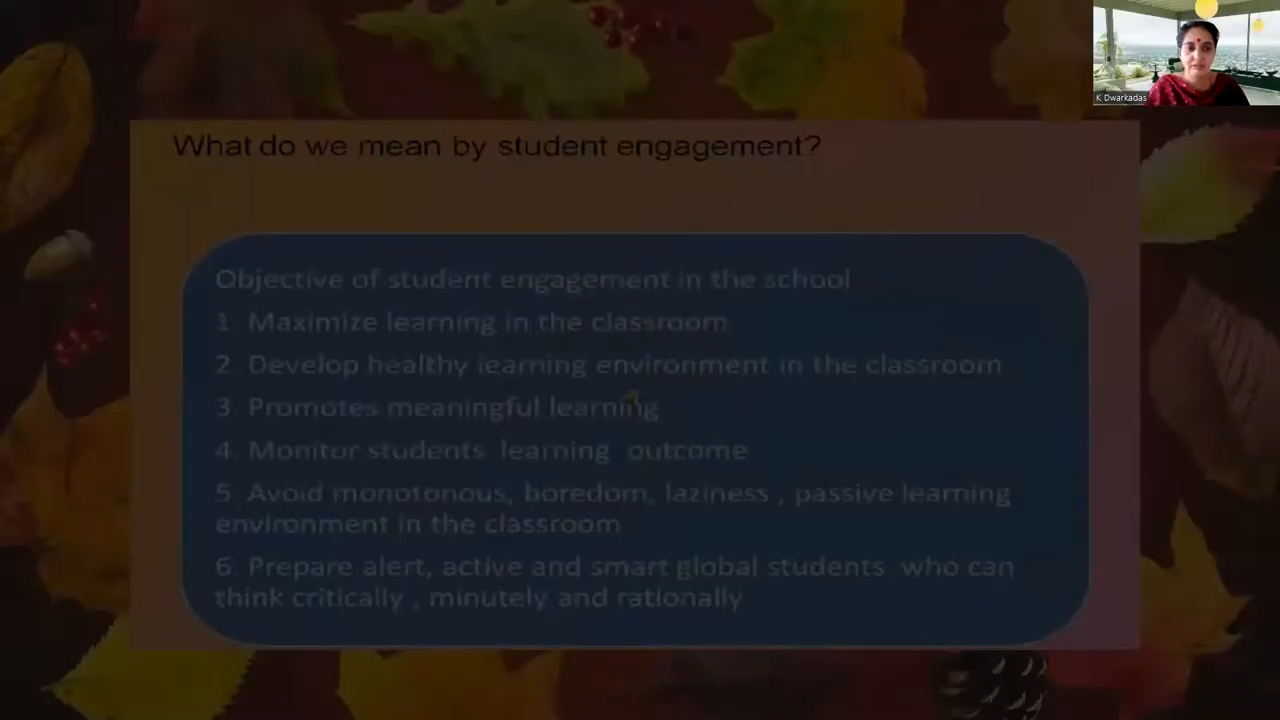 K Dwarkadas
What do we mean by student engagement?
Objective of student engagement in the school
1. Maximize learning in the classroom
2. Develop healthy learning environment in the classroom
3. Promotes meaningful learning
4. Monitor students learning outcome
5. Avoid monotonous, boredom, laziness , passive learning
environment in the classroom
6. Prepare alert, active and smart global students who can
think critically , minutely and rationally